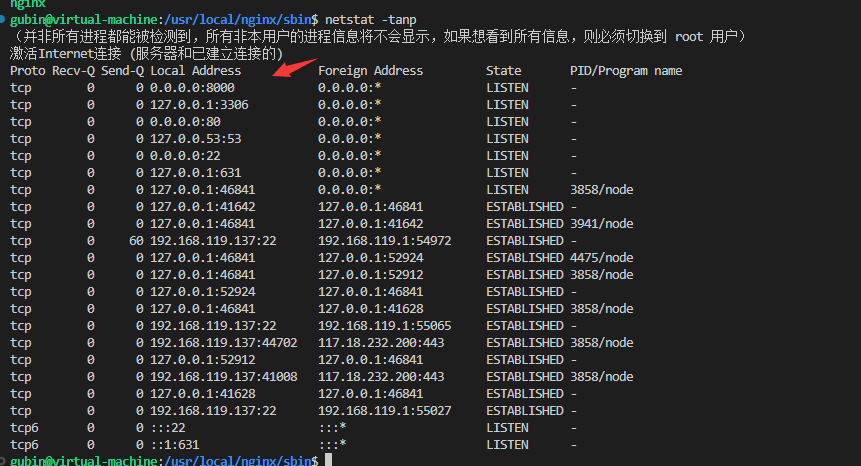 nginx
gubin@virtual-machine:/usr/local/nginx/sbin$ netstat -tanp
（并非所有进程都能被检测到，所有非本用户的进程信息将不会显示，如果想看到所有信息，则必须切换到 root 用户）
激活Internet连接 (服务器和已建立连接的)
Proto Recv-Q Send-Q Local Address           Foreign Address         State       PID/Program name
tcp        0      0 0.0.0.0:8000            0.0.0.0:*               LISTEN      -
tcp        0      0 127.0.0.1:3306          0.0.0.0:*               LISTEN      -
tcp        0      0 0.0.0.0:80              0.0.0.0:*               LISTEN      -
tcp        0      0 127.0.0.53:53           0.0.0.0:*               LISTEN      -
tcp        0      0 0.0.0.0:22              0.0.0.0:*               LISTEN      -
tcp        0      0 127.0.0.1:631           0.0.0.0:*               LISTEN      -
tcp        0      0 127.0.0.1:46841         0.0.0.0:*               LISTEN      3858/node
tcp        0      0 127.0.0.1:41642         127.0.0.1:46841         ESTABLISHED -
tcp        0      0 127.0.0.1:46841         127.0.0.1:41642         ESTABLISHED 3941/node
tcp        0     60 192.168.119.137:22      192.168.119.1:54972     ESTABLISHED -
tcp        0      0 127.0.0.1:46841         127.0.0.1:52924         ESTABLISHED 4475/node
tcp        0      0 127.0.0.1:46841         127.0.0.1:52912         ESTABLISHED 3858/node
tcp        0      0 127.0.0.1:52924         127.0.0.1:46841         ESTABLISHED -
tcp        0      0 127.0.0.1:46841         127.0.0.1:41628         ESTABLISHED 3858/node
tcp        0      0 192.168.119.137:22      192.168.119.1:55065     ESTABLISHED -
tcp        0      0 192.168.119.137:44702   117.18.232.200:443      ESTABLISHED 3858/node
tcp        0      0 127.0.0.1:52912         127.0.0.1:46841         ESTABLISHED -
tcp        0      0 192.168.119.137:41008   117.18.232.200:443      ESTABLISHED 3858/node
tcp        0      0 127.0.0.1:41628         127.0.0.1:46841         ESTABLISHED -
tcp        0      0 192.168.119.137:22      192.168.119.1:55027     ESTABLISHED -
tcp6       0      0 :::22                   :::*                    LISTEN      -
tcp6       0      0 ::1:631                 :::*                    LISTEN      -
gubin@virtual-machine:/usr/local/nginx/sbin$